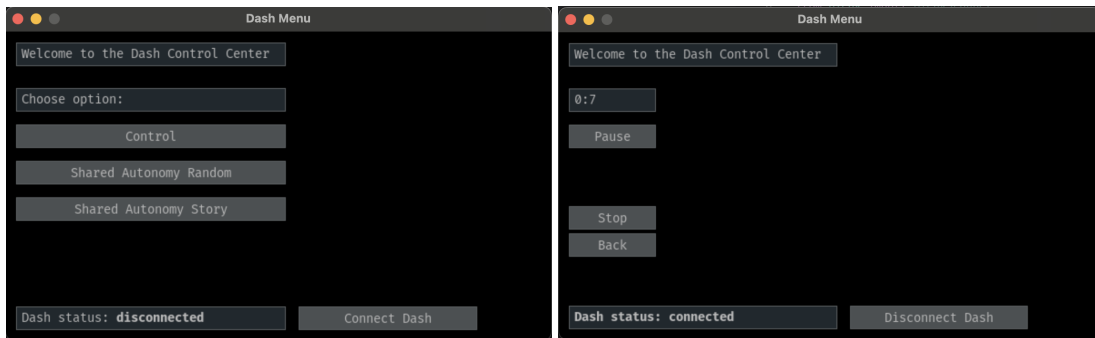 Dash Menu
Welcome to the Dash Control Center
Choose option:
Control
Shared Autonomy Random
Shared Autonomy Story
Dash status: disconnected
Connect Dash
Dash Menu
Welcome to the Dash Control Center
0:7
Pause
Stop
Back
Dash status: connected
Disconnect Dash